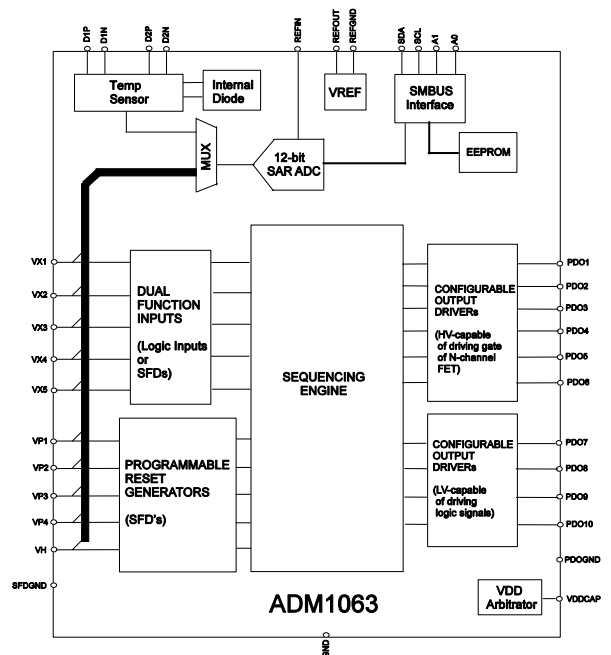 D1P
D1N
D2P
D2N
REFIN
REFOUT
REFGND
SDA
SCL
A1
A0
Temp
Sensor
Internal
Diode
VREF
SMBUS
Interface
MUX
12-bit
SAR ADC
EEPROM
VX1
VX2
VX3
VX4
VX5
DUAL
FUNCTION
INPUTS
(Logic Inputs
or
SFDs)
SEQUENCING
ENGINE
CONFIGURABLE
OUTPUT
DRIVERs
(HV-capable
of driving gate
of N-channel
FET)
PDO1
PDO2
PDO3
PDO4
PDO5
PDO6
VP1
VP2
VP3
VP4
VH
PROGRAMMABLE
RESET
GENERATORS
(SFD's)
CONFIGURABLE
OUTPUT
DRIVERs
(LV-capable
of driving
logic signals)
PDO7
PDO8
PDO9
PDO10
PDOGND
SFDGND
ADM1063
VDD
Arbitrator
VDDCAP
GND